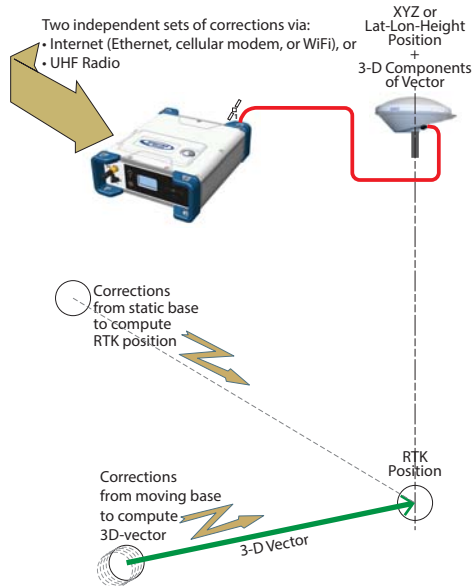 Two independent sets of corrections via:
• Internet (Ethernet, cellular modem, or WiFi), or
• UHF Radio
XYZ or
Lat-Lon-Height
Position
+
3-D Components
of Vector
Corrections
from static base
to compute
RTK position
RTK
Position
Corrections
from moving base
to compute
3D-vector
3-D Vector